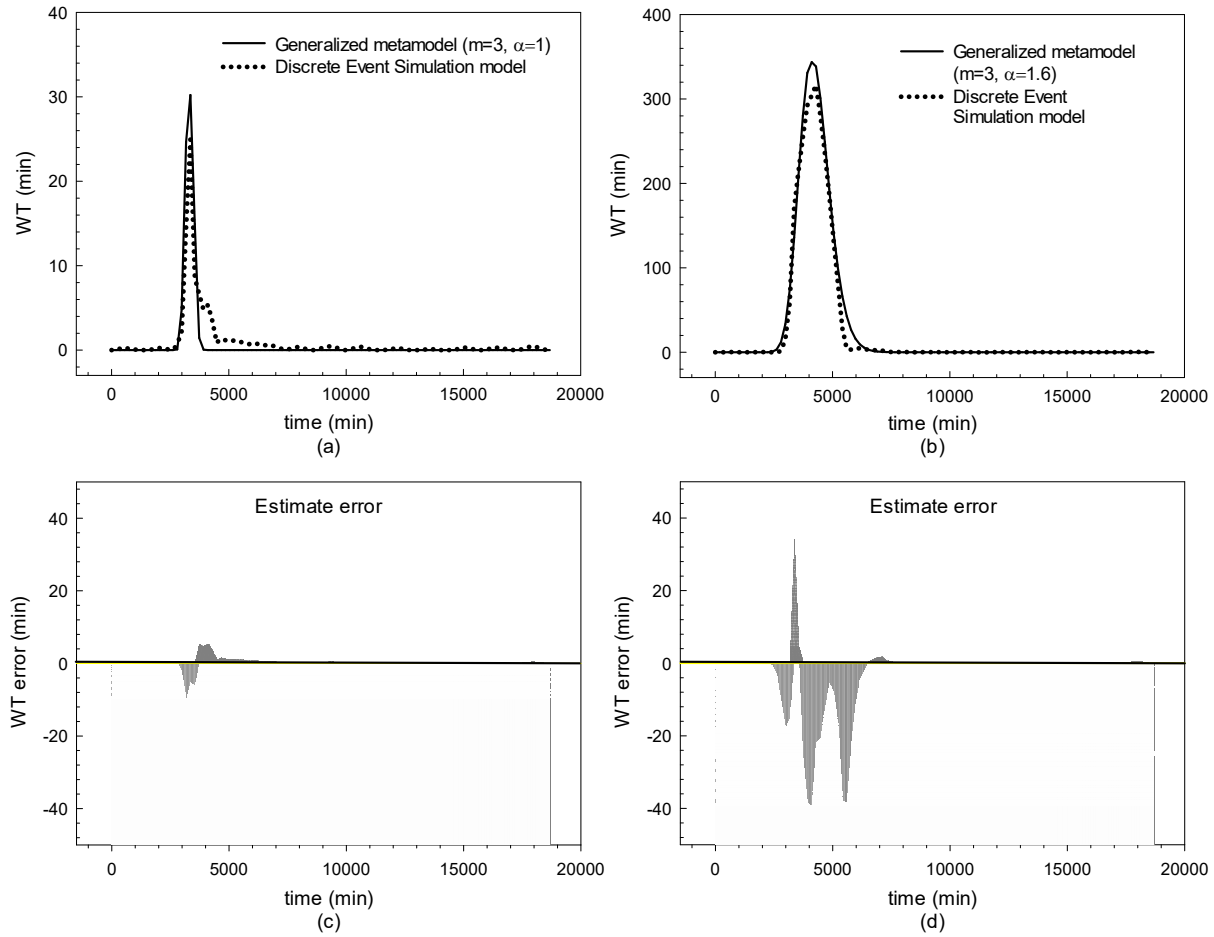 40
30
20
10
0
WT (min)
Generalized metamodel (m=3, α=1)
Discrete Event Simulation model
0 5000 10000 15000 20000
time (min)
(a)
400
300
200
100
0
WT (min)
Generalized metamodel
(m=3, α=1.6)
Discrete Event
Simulation model
0 5000 10000 15000 20000
time (min)
(b)
Estimate error
40
20
0
-20
-40
WT error (min)
0 5000 10000 15000 20000
time (min)
(c)
Estimate error
40
20
0
-20
-40
WT error (min)
0 5000 10000 15000 20000
time (min)
(d)